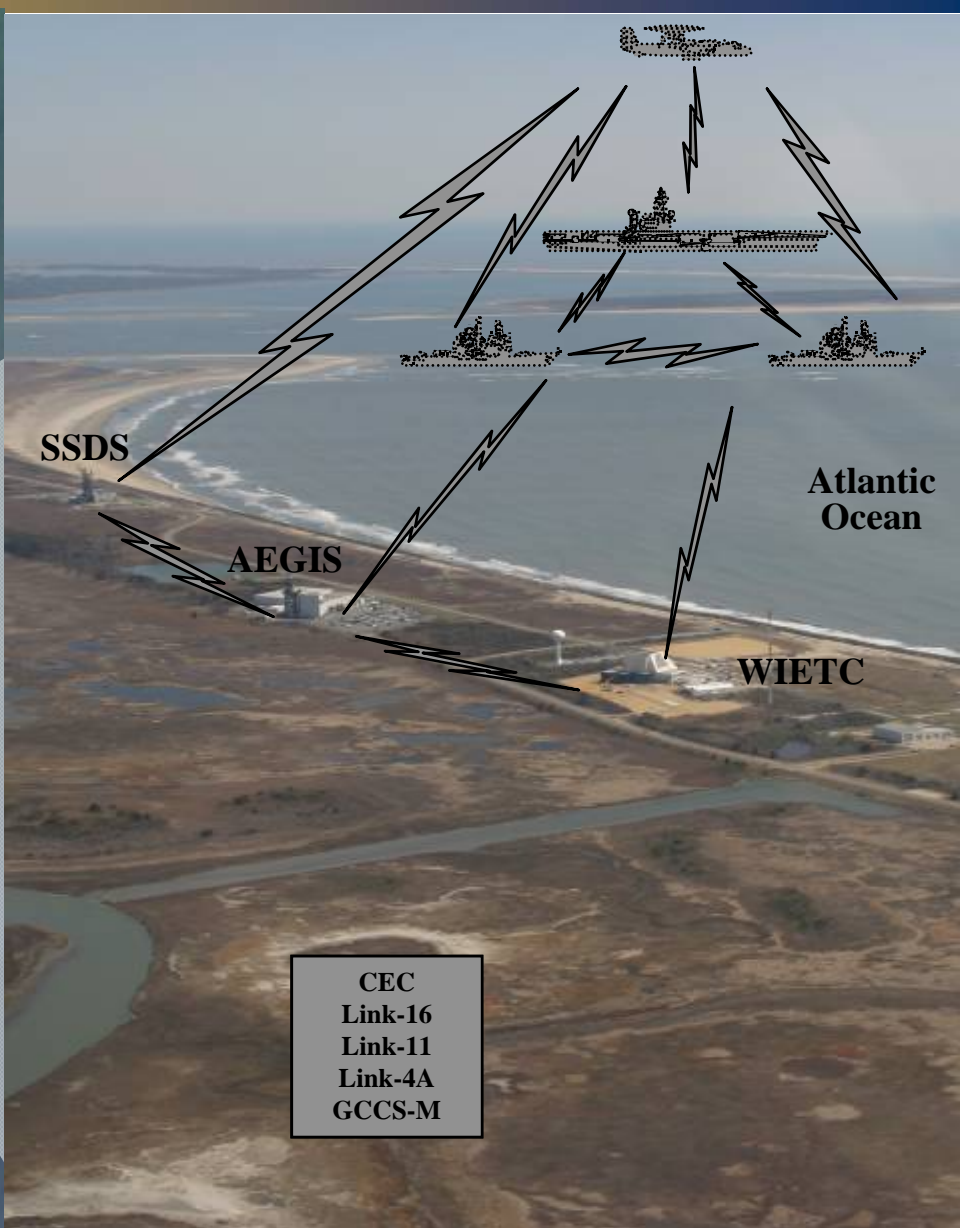 SSDS
AEGIS
Atlantic
Ocean
WIETC
CEC
Link-16
Link-11
Link-4A
GCCS-M